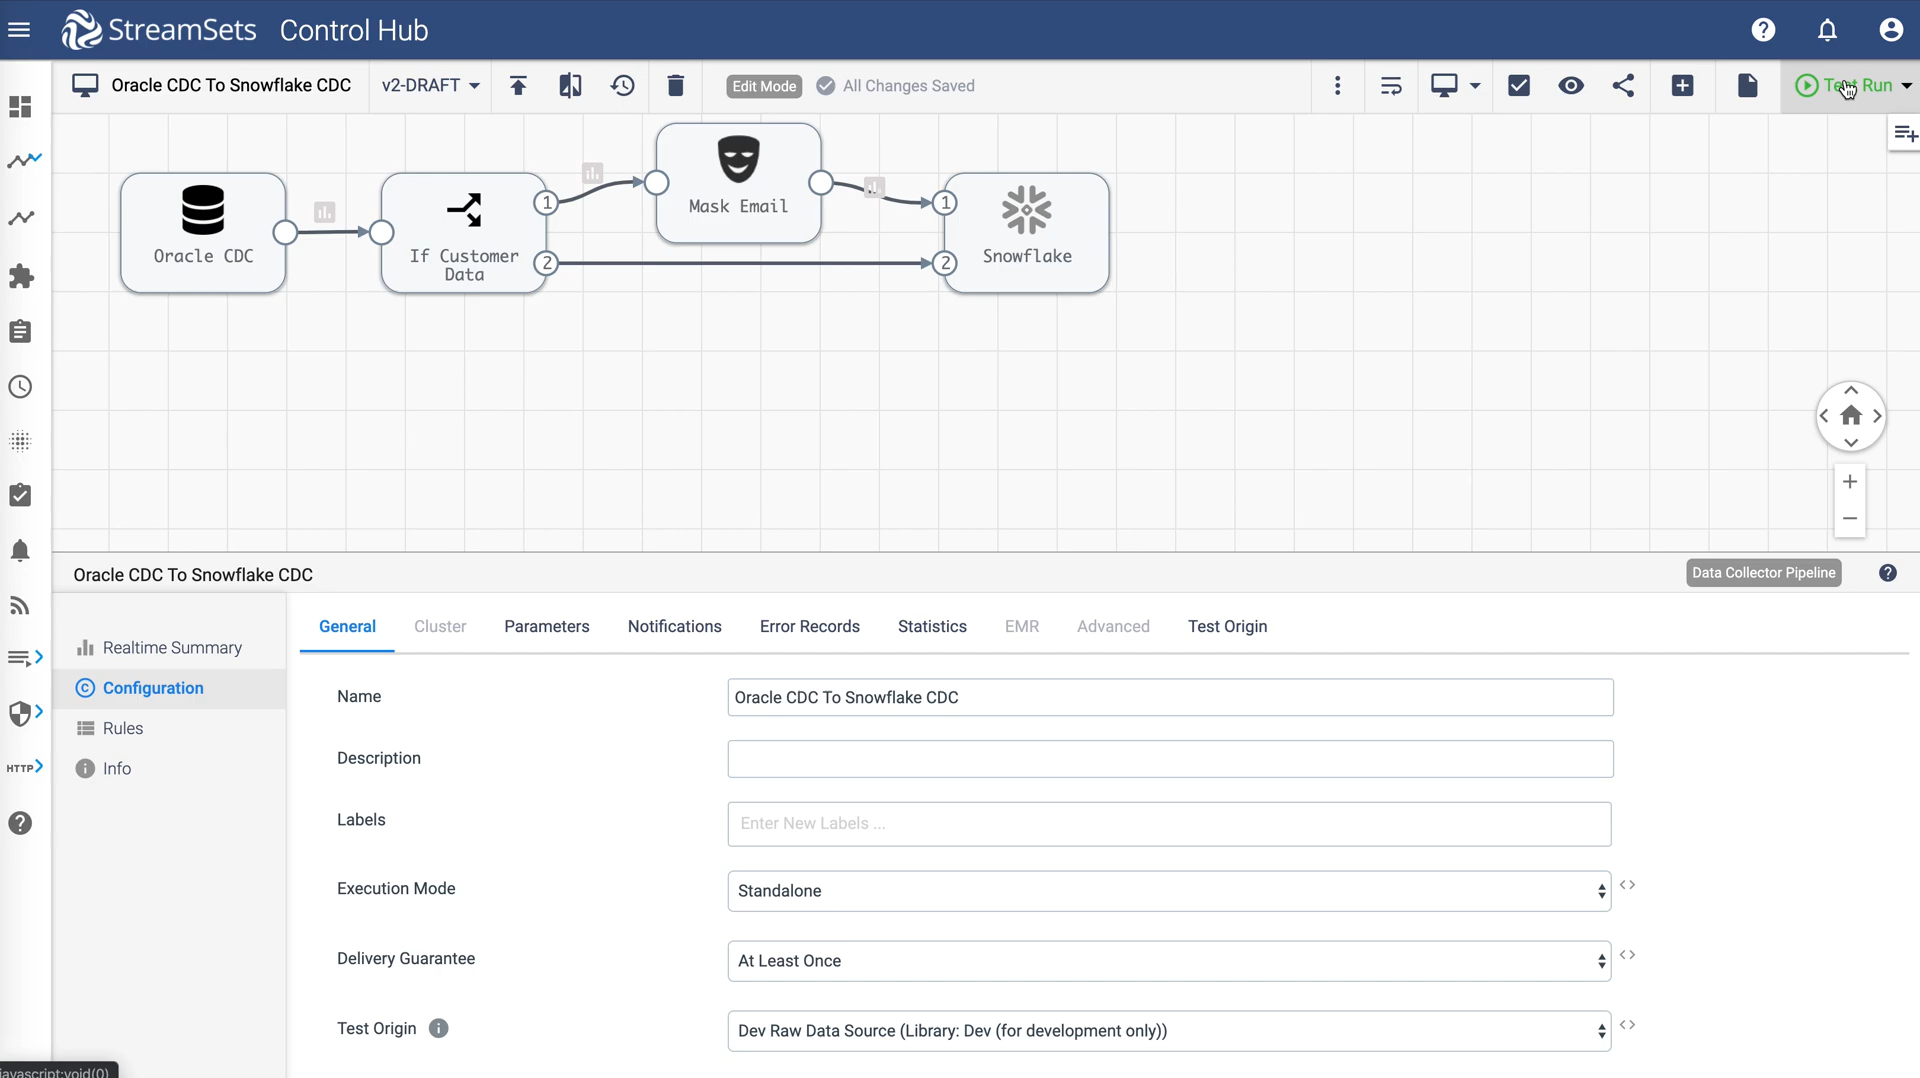 StreamSets Control Hub
Oracle CDC To Snowflake CDC
v2-DRAFT
Edit Mode
All Changes Saved
Test Run
Oracle CDC
If Customer
Data
1
2
Mask Email
1
2
Snowflake
Oracle CDC To Snowflake CDC
Data Collector Pipeline
Realtime Summary
Configuration
Rules
Info
HTTP
General
Cluster
Parameters
Notifications
Error Records
Statistics
EMR
Advanced
Test Origin
Name
Oracle CDC To Snowflake CDC
Description
Labels
Enter New Labels ...
Execution Mode
Standalone
Delivery Guarantee
At Least Once
Test Origin
Dev Raw Data Source (Library: Dev (for development only))
javascript:void(0)